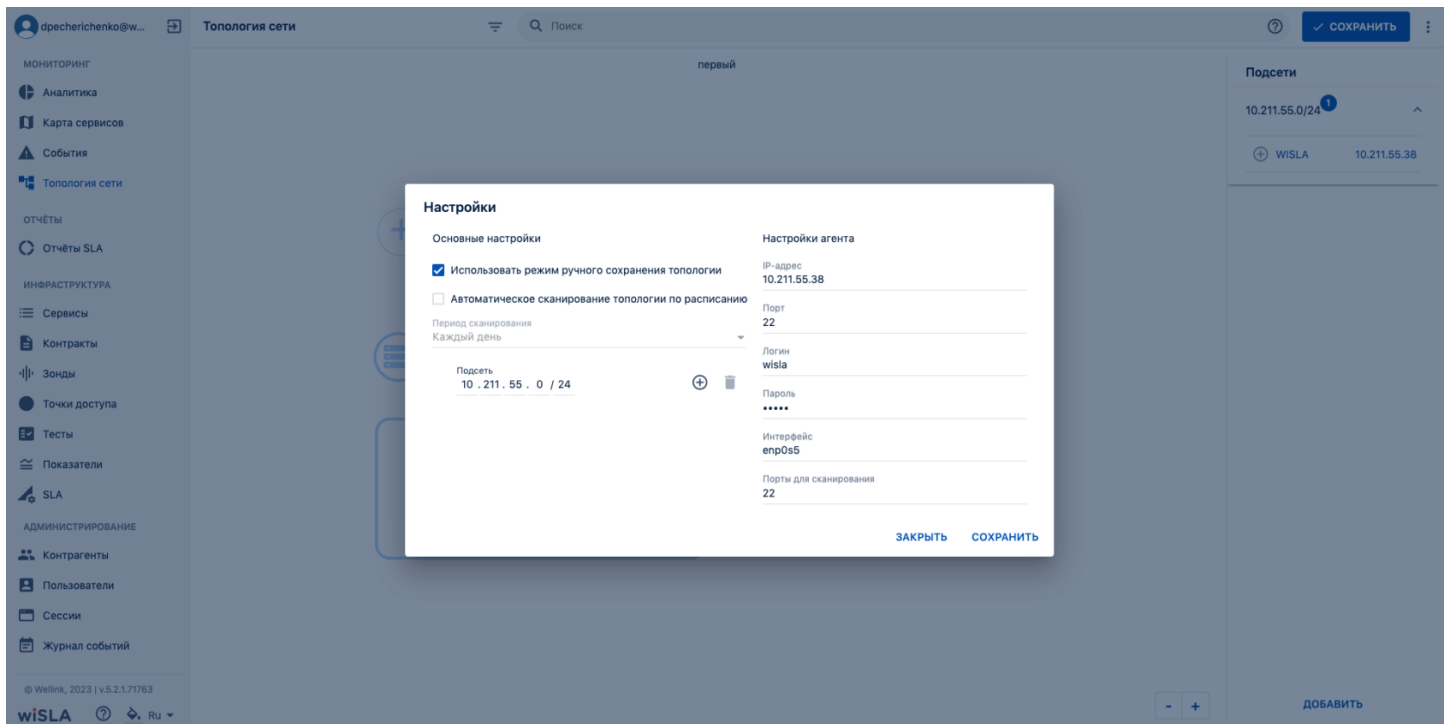 dpecherichenko@w...
Топология сети
Поиск
СОХРАНИТЬ
МОНИТОРИНГ
Аналитика
Карта сервисов
События
Топология сети
ОТЧЁТЫ
Отчёты SLA
ИНФРАСТРУКТУРА
Сервисы
Контракты
Зонды
Точки доступа
Тесты
Показатели
SLA
АДМИНИСТРИРОВАНИЕ
Контрагенты
Пользователи
Сессии
Журнал событий
© Wellink, 2023 | v.5.2.1.71763
wiSLA
Ru
первый
Настройки
Основные настройки
Использовать режим ручного сохранения топологии
Автоматическое сканирование топологии по расписанию
Период сканирования
Каждый день
Подсеть
10 . 211 . 55 . 0 / 24
Настройки агента
IP-адрес
10.211.55.38
Порт
22
Логин
wisla
Пароль
•••••
Интерфейс
enp0s5
Порты для сканирования
22
ЗАКРЫТЬ СОХРАНИТЬ
Подсети
10.211.55.0/24 1
WISLA 10.211.55.38
- +
ДОБАВИТЬ